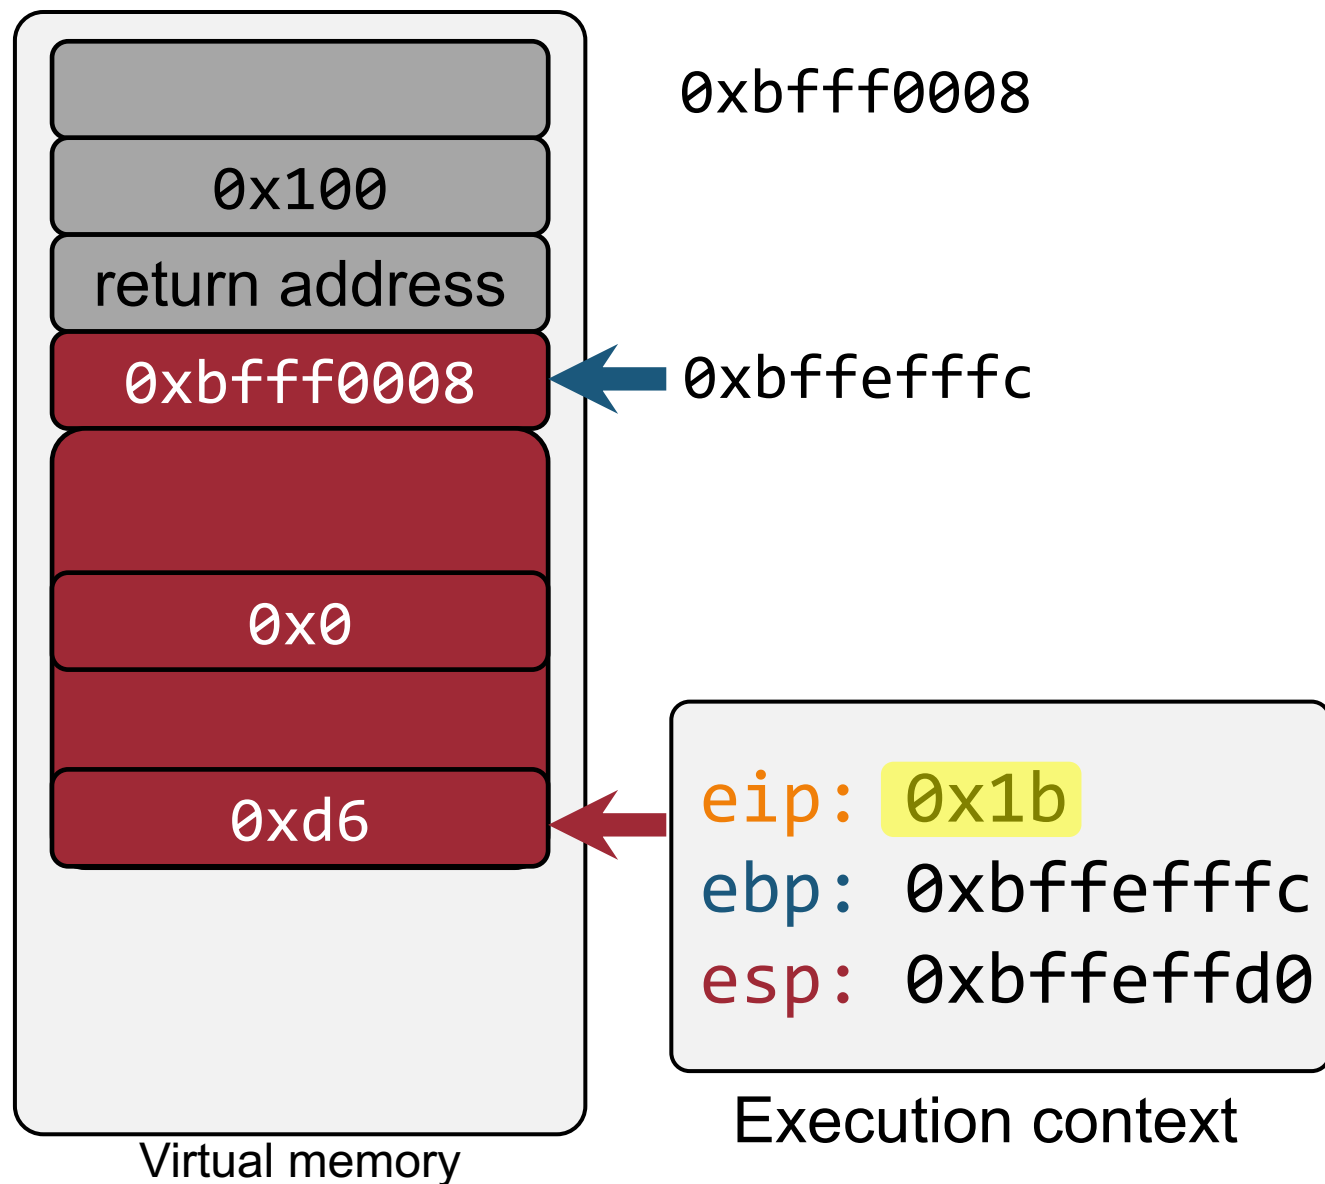 0xbfff0008
0x100
return address
0xbfff0008
0xbffefffc
0x0
0xd6
eip: 0x1b
ebp: 0xbffefffc
esp: 0xbffeffd0
Execution context
Virtual memory